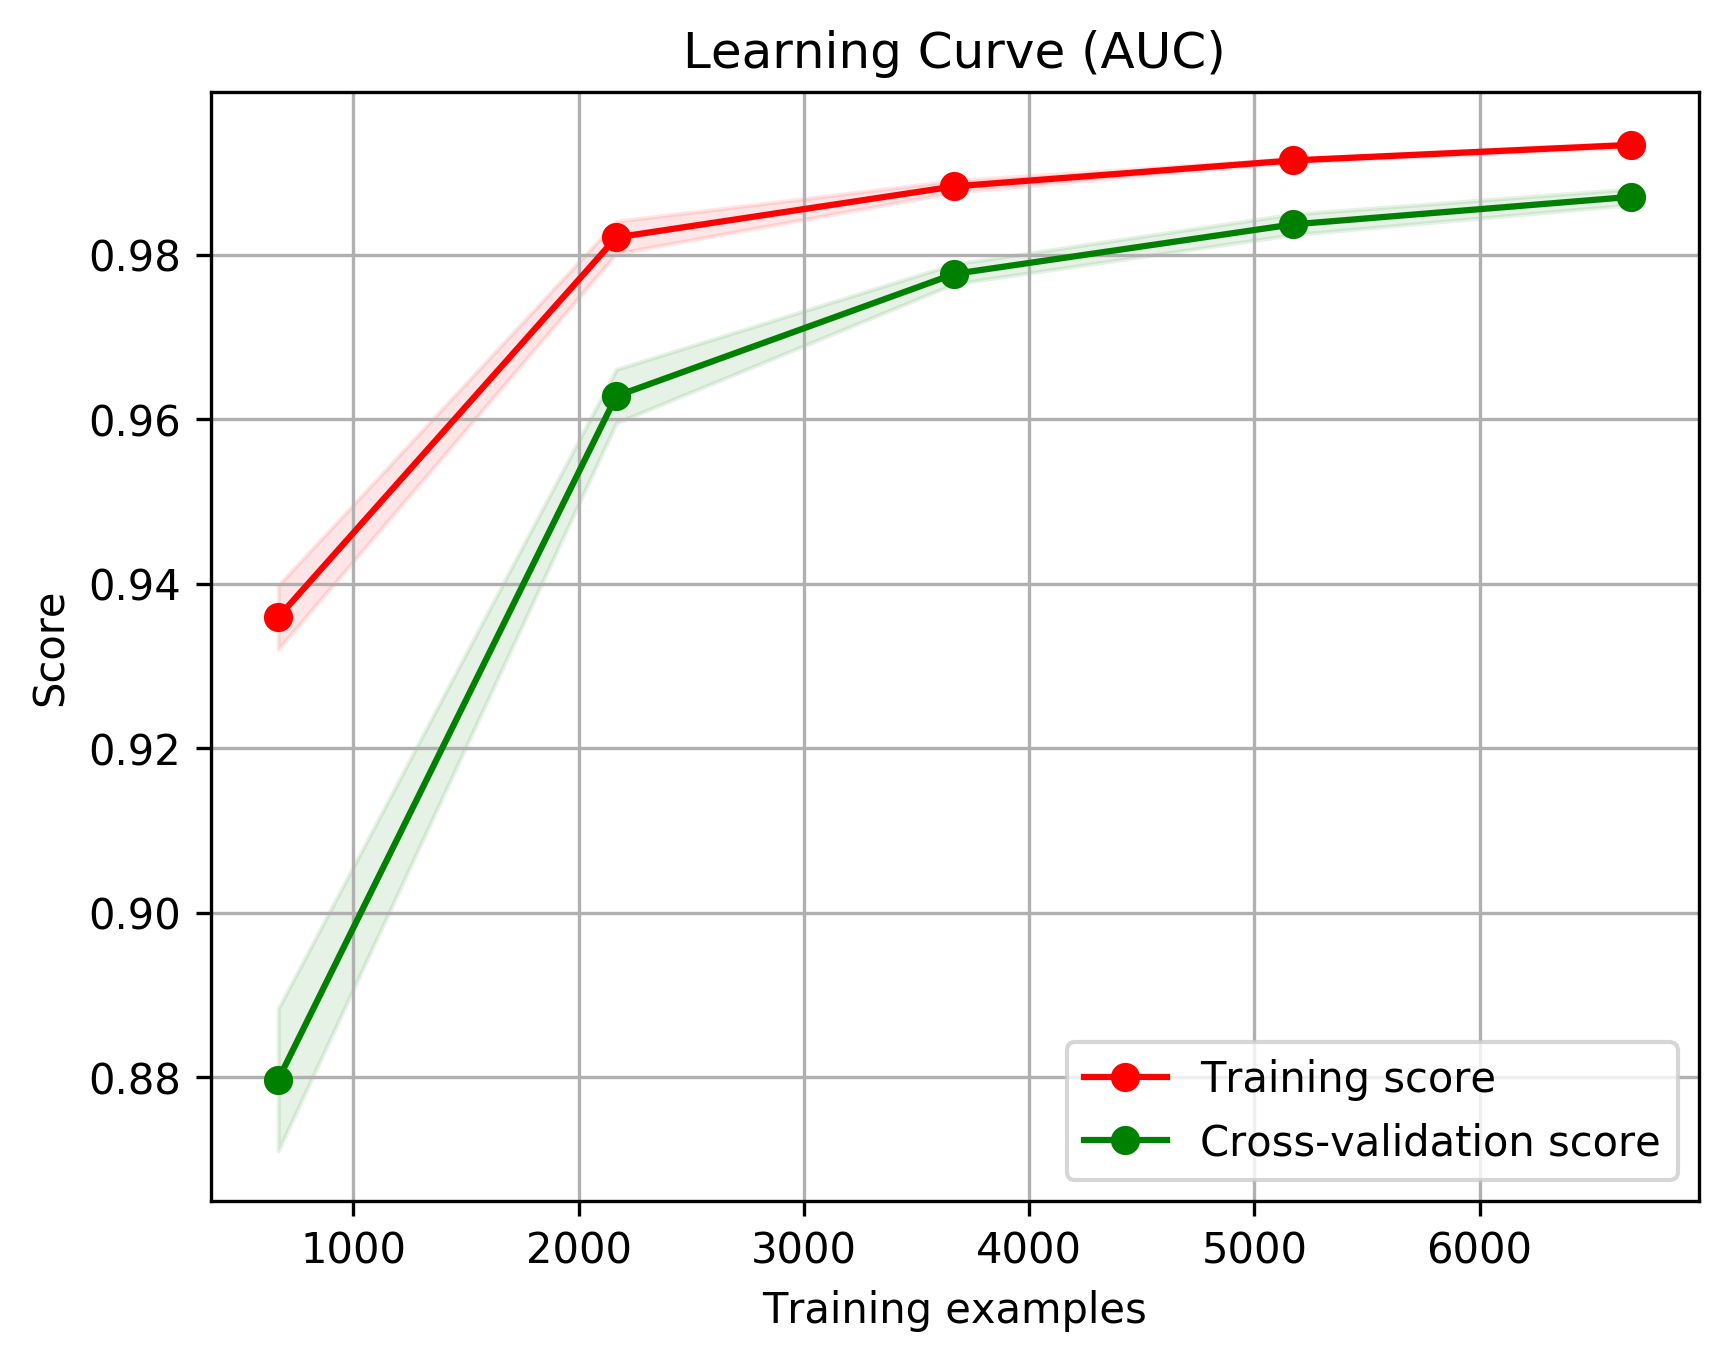 Learning Curve (AUC)
Score
0.98
0.96
0.94
0.92
0.90
0.88
Training score
Cross-validation score
1000 2000 3000 4000 5000 6000
Training examples